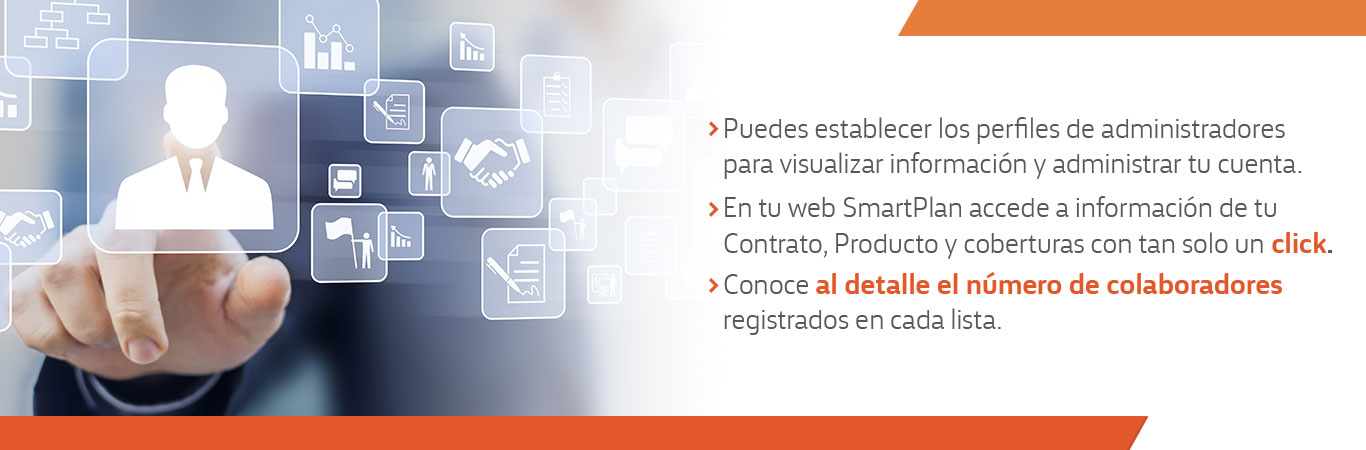 Puedes establecer los perfiles de administradores
para visualizar información y administrar tu cuenta.
En tu web SmartPlan accede a información de tu
Contrato, Producto y coberturas con tan solo un click.
Conoce al detalle el número de colaboradores
registrados en cada lista.